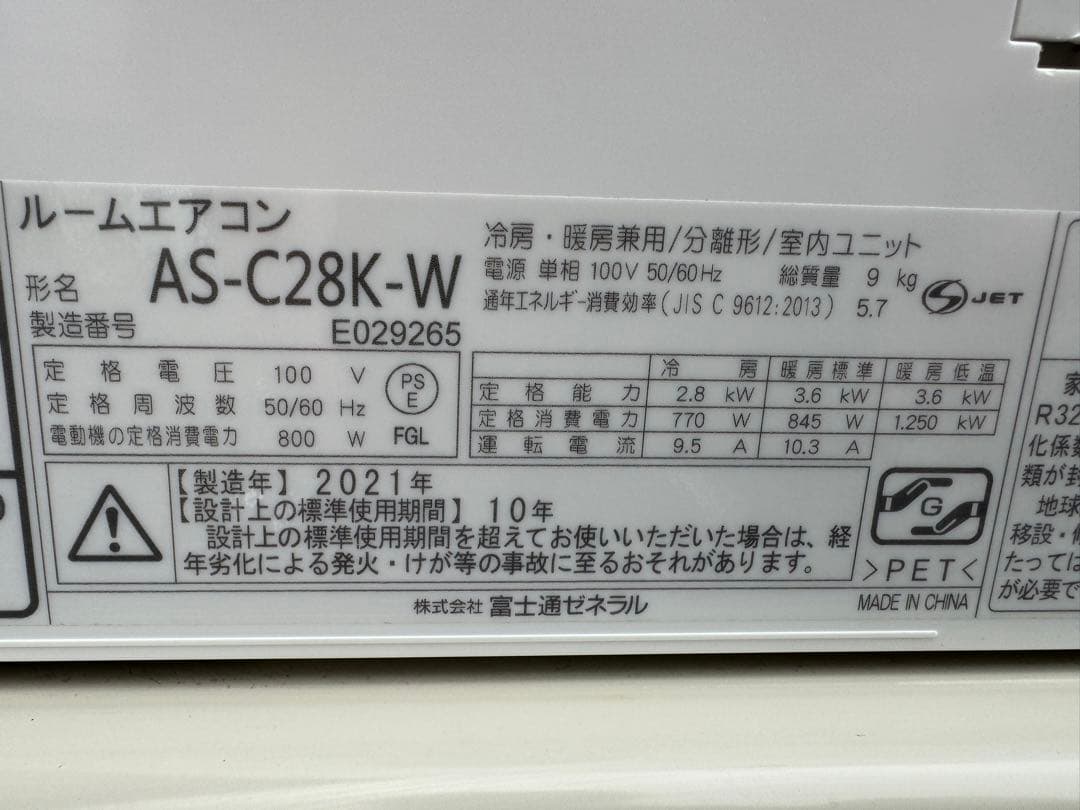 ルームエアコン
形名 AS-C28K-W
製造番号 E029265
冷房・暖房兼用/分離形/室内ユニット
電源 単相 100V 50/60Hz 総質量 9 kg
通年エネルギー消費効率(JIS C 9612:2013) 5.7
JET
定格電圧 100 V
定格周波数 50/60 Hz
電動機の定格消費電力 800 W
PS
E
FGL
冷房 暖房標準 暖房低温
定格能力 2.8 kW 3.6 kW 3.6 kW
定格消費電力 770 W 845 W 1.250 kW
運転電流 9.5 A 10.3 A
【製造年】2021年
【設計上の標準使用期間】10年
設計上の標準使用期間を超えてお使いいただいた場合は、経
年劣化による発火・けが等の事故に至るおそれがあります。
G
>PET<
株式会社 富士通ゼネラル
MADE IN CHINA
家
R32
化係数
類が封
地球
移設・修
たっては
が必要で